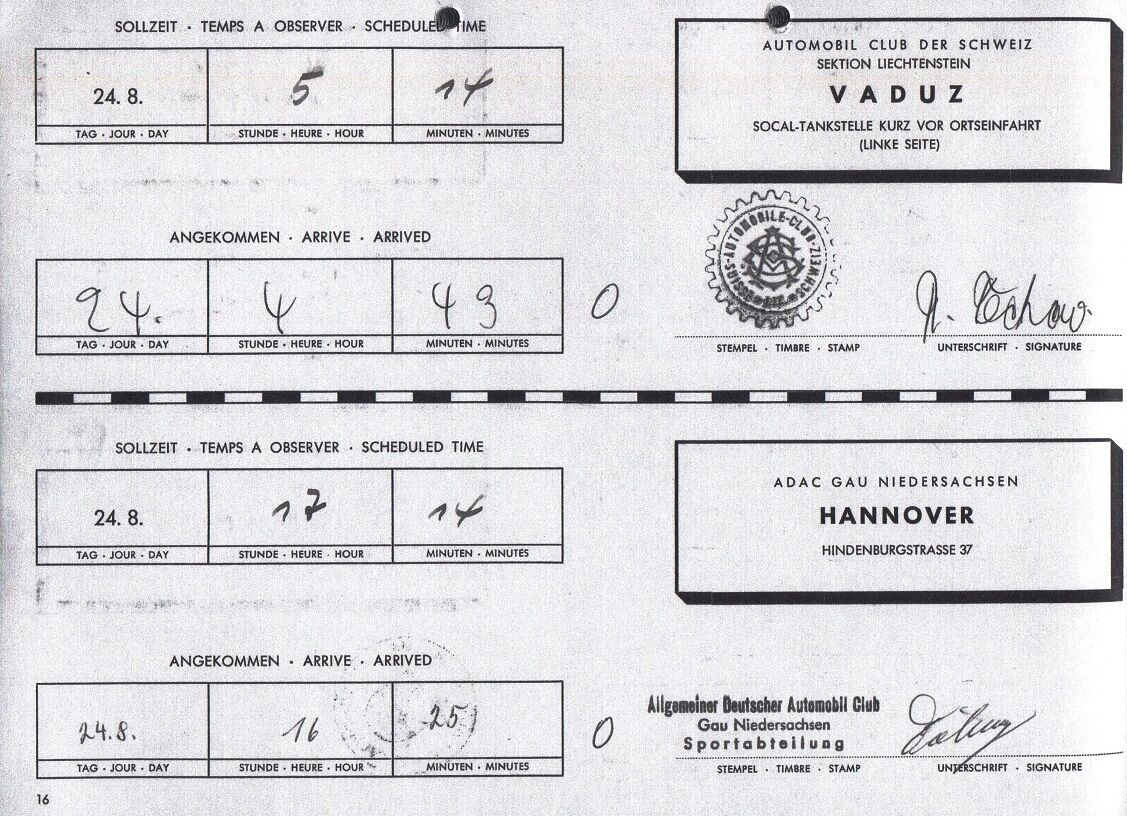 SOLLZEIT · TEMPS A OBSERVER · SCHEDULED TIME
24. 8. 5 14
TAG · JOUR · DAY STUNDE · HEURE · HOUR MINUTEN · MINUTES
AUTOMOBIL CLUB DER SCHWEIZ
SEKTION LIECHTENSTEIN
VADUZ
SOCAL-TANKSTELLE KURZ VOR ORTSEINFAHRT
(LINKE SEITE)
ANGEKOMMEN · ARRIVE · ARRIVED
24. 4 43 0
TAG · JOUR · DAY STUNDE · HEURE · HOUR MINUTEN · MINUTES
AUTOMOBILE-CLUB
SUISSE SCHWEIZ
STEMPEL · TIMBRE · STAMP UNTERSCHRIFT · SIGNATURE
SOLLZEIT · TEMPS A OBSERVER · SCHEDULED TIME
24. 8. 17 14
TAG · JOUR · DAY STUNDE · HEURE · HOUR MINUTEN · MINUTES
ADAC GAU NIEDERSACHSEN
HANNOVER
HINDENBURGSTRASSE 37
ANGEKOMMEN · ARRIVE · ARRIVED
24.8. 16 25 0
TAG · JOUR · DAY STUNDE · HEURE · HOUR MINUTEN · MINUTES
Allgemeiner Deutscher Automobil Club
Gau Niedersachsen
Sportabteilung
STEMPEL · TIMBRE · STAMP UNTERSCHRIFT · SIGNATURE
16